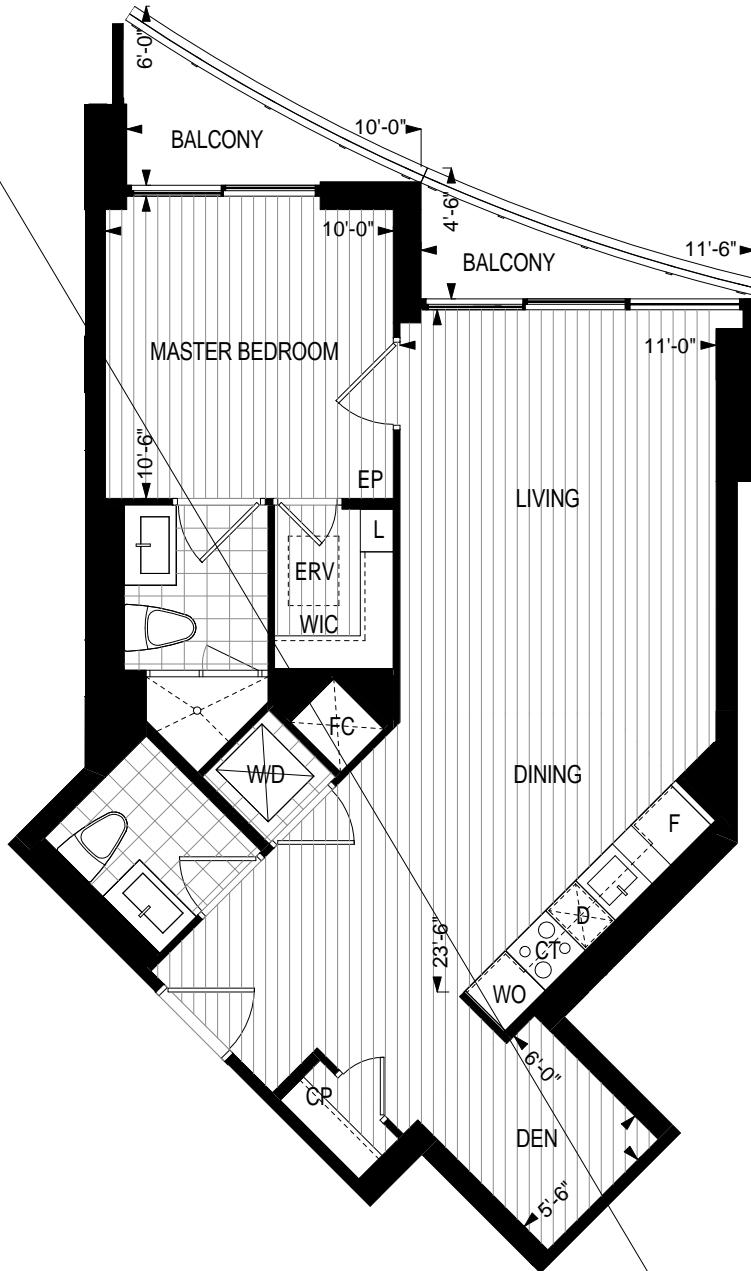 6'-0"
BALCONY
10'-0"
4'-6"
10'-0"
BALCONY
11'-6"
MASTER BEDROOM
11'-0"
10'-6"
EP
LIVING
L
ERV
WIC
FC
W/D
DINING
F
D
CT
23'-6"
WO
6'-0"
CP
DEN
5'-6"